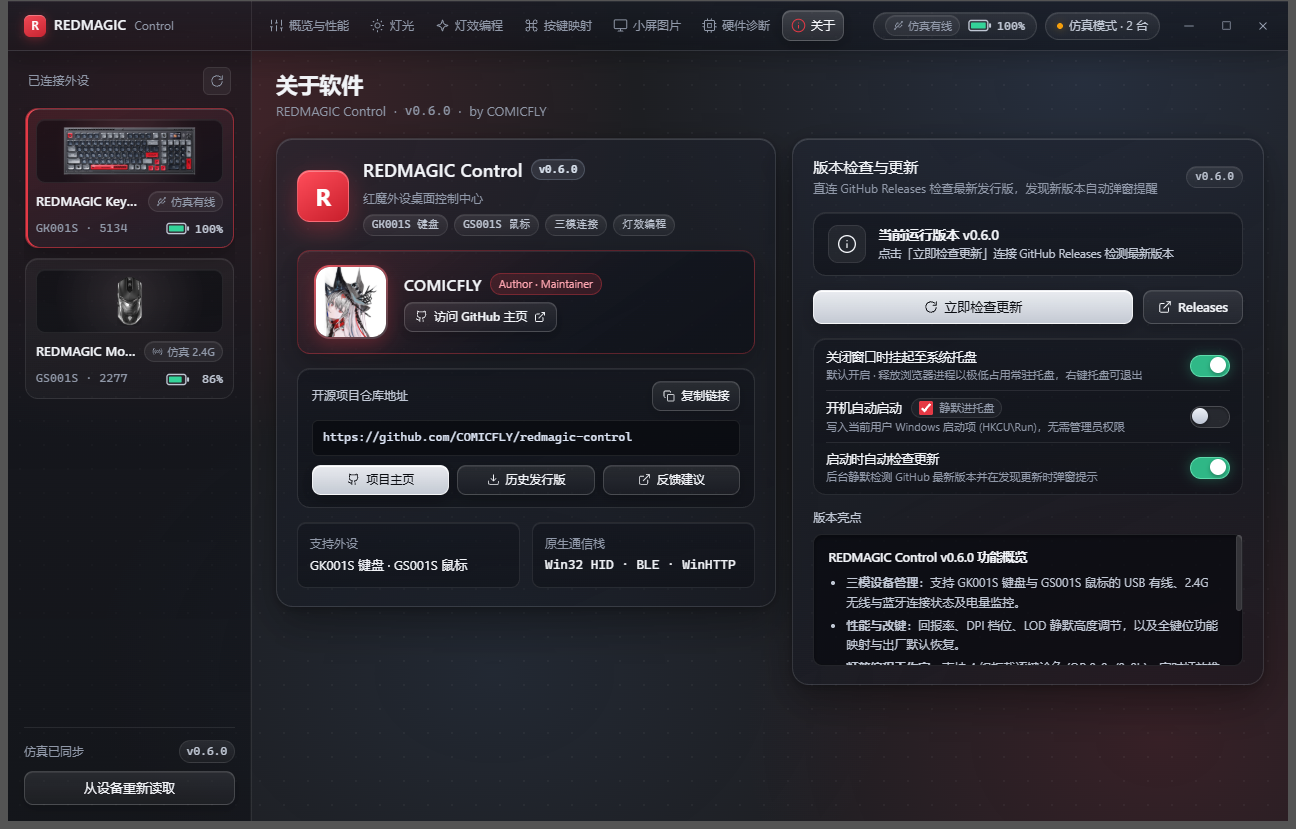 R REDMAGIC Control
概览与性能
灯光
灯效编程
按键映射
小屏图片
硬件诊断
关于
仿真有线 100%
仿真模式 · 2 台
已连接外设
REDMAGIC Key... 仿真有线
GK001S · 5134 100%
REDMAGIC Mo... 仿真 2.4G
GS001S · 2277 86%
仿真已同步 v0.6.0
从设备重新读取
关于软件
REDMAGIC Control · v0.6.0 · by COMICFLY
R
REDMAGIC Control v0.6.0
红魔外设桌面控制中心
GK001S 键盘 GS001S 鼠标 三模连接 灯效编程
COMICFLY Author · Maintainer
访问 GitHub 主页
开源项目仓库地址 复制链接
https://github.com/COMICFLY/redmagic-control
项目主页 历史发行版 反馈建议
支持外设
GK001S 键盘 · GS001S 鼠标
原生通信栈
Win32 HID · BLE · WinHTTP
版本检查与更新 v0.6.0
直连 GitHub Releases 检查最新发行版，发现新版本自动弹窗提醒
当前运行版本 v0.6.0
点击「立即检查更新」连接 GitHub Releases 检测最新版本
立即检查更新 Releases
关闭窗口时挂起至系统托盘
默认开启 · 释放浏览器进程以极低占用常驻托盘，右键托盘可退出
开机自动启动 静默进托盘
写入当前用户 Windows 启动项 (HKCU\Run)，无需管理员权限
启动时自动检查更新
后台静默检测 GitHub 最新版本并在发现更新时弹窗提示
版本亮点
REDMAGIC Control v0.6.0 功能概览
• 三模设备管理：支持 GK001S 键盘与 GS001S 鼠标的 USB 有线、2.4G
无线与蓝牙连接状态及电量监控。
• 性能与改键：回报率、DPI 档位、LOD 静默高度调节，以及全键位功能
映射与出厂默认恢复。